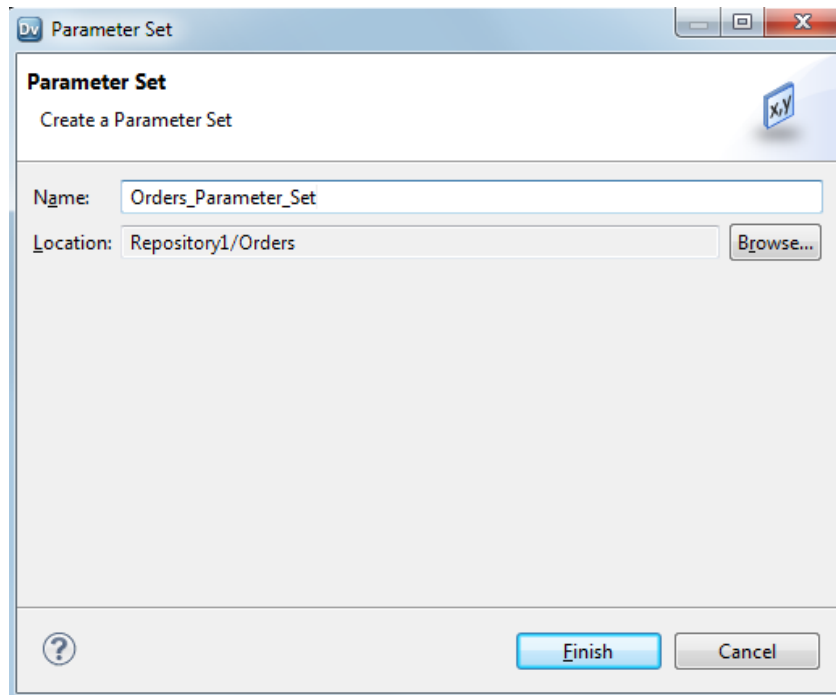 Dv Parameter Set
Parameter Set
Create a Parameter Set
x,y
Name: Orders_Parameter_Set
Location: Repository1/Orders Browse...
? Finish Cancel